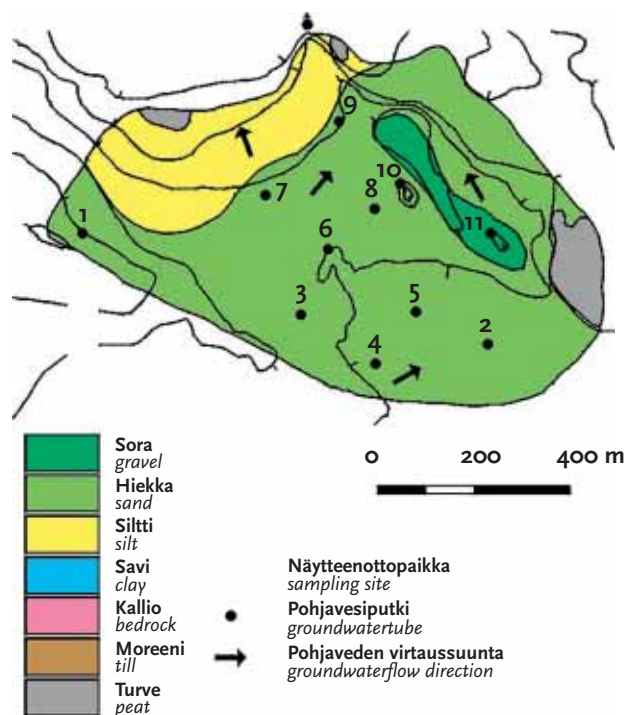 9
10
7
8
1
11
6
3
5
2
4
Sora
gravel
Hiekka
sand
Siltti
silt
Savi
clay
Kallio
bedrock
Moreeni
till
Turve
peat
0 200 400 m
Näytteenottopaikka
sampling site
Pohjavesiputki
groundwatertube
Pohjaveden virtaussuunta
groundwaterflow direction